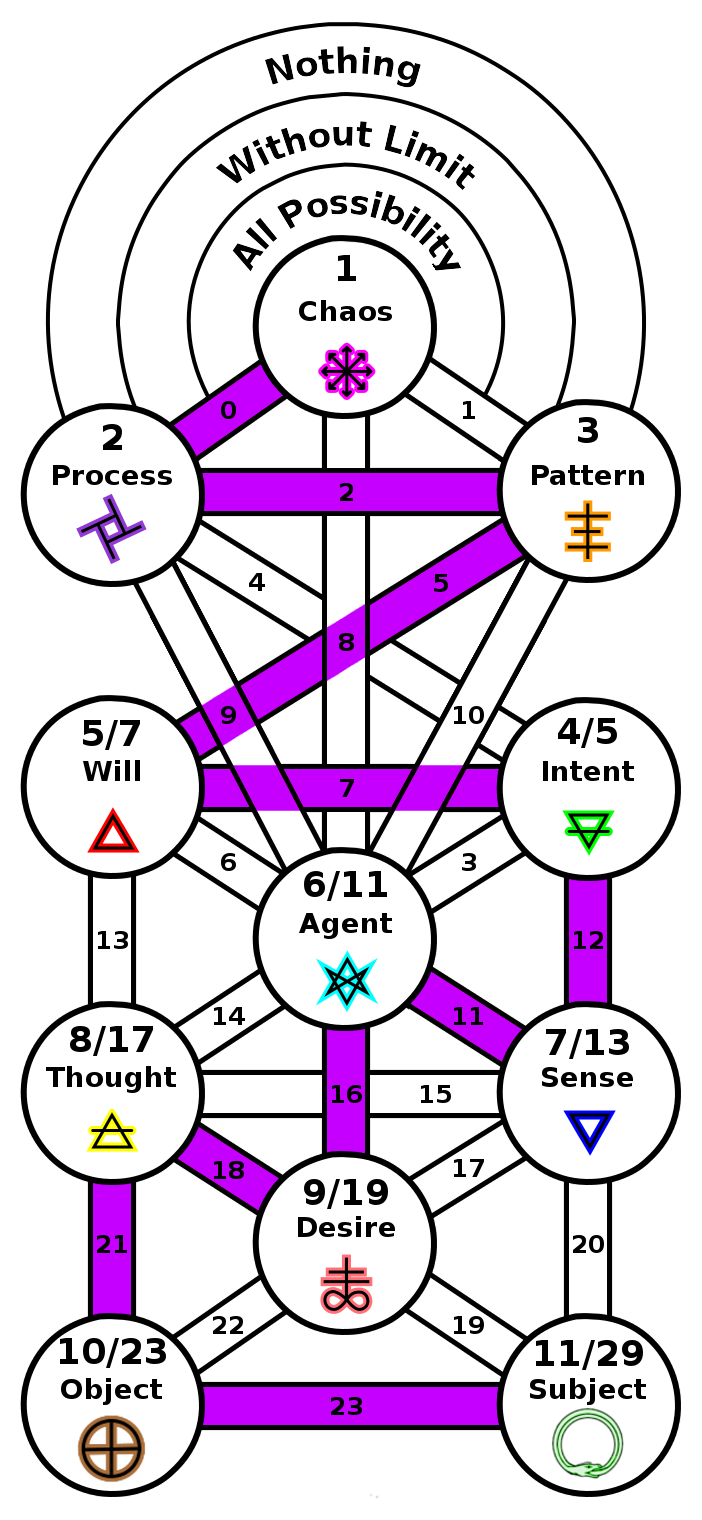 Nothing
Without Limit
All Possibility
1
Chaos
0
1
2
Process
3
Pattern
2
4
5
8
9
10
5/7
Will
4/5
Intent
7
6
3
6/11
Agent
13
12
14
11
8/17
Thought
7/13
Sense
16
15
18
17
9/19
Desire
21
20
22
19
10/23
Object
11/29
Subject
23